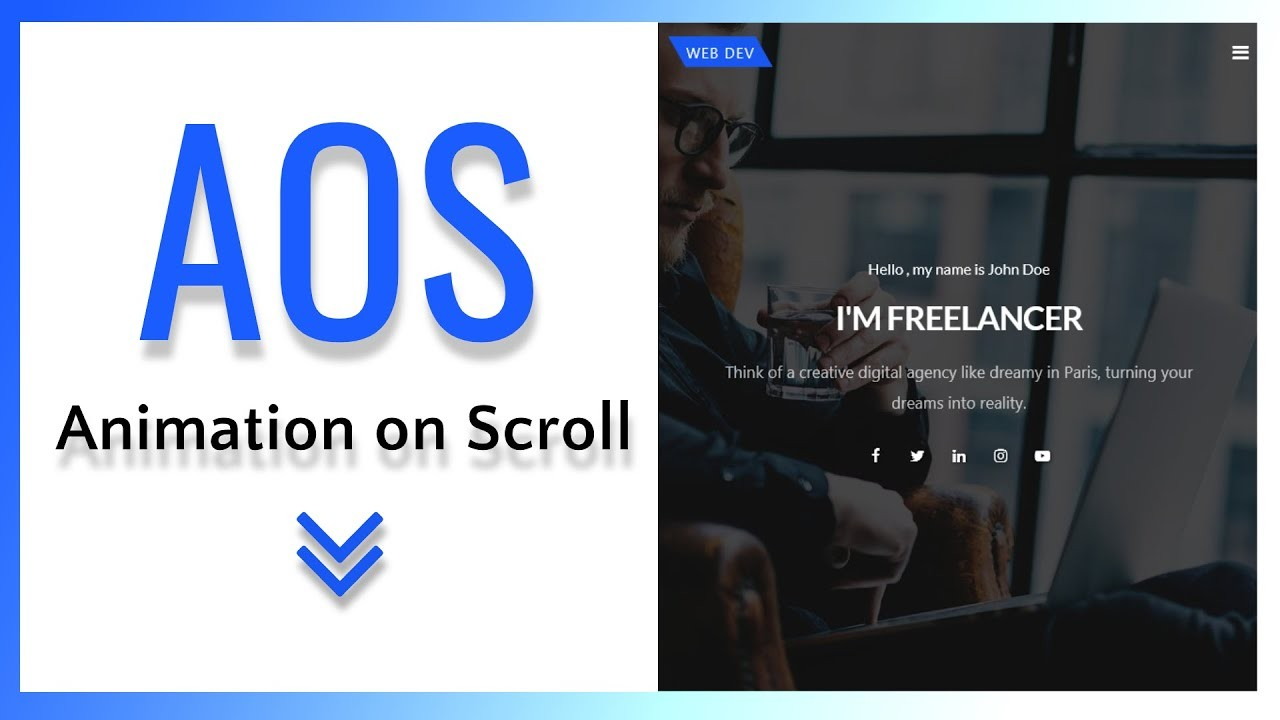 AOS
Animation on Scroll
WEB DEV
Hello , my name is John Doe
I'M FREELANCER
Think of a creative digital agency like dreamy in Paris, turning your
dreams into reality.